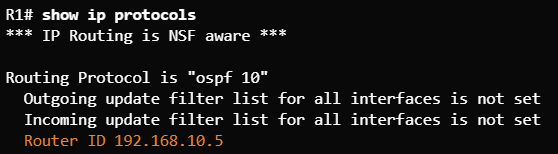 R1# show ip protocols
*** IP Routing is NSF aware ***
Routing Protocol is "ospf 10"
Outgoing update filter list for all interfaces is not set
Incoming update filter list for all interfaces is not set
Router ID 192.168.10.5